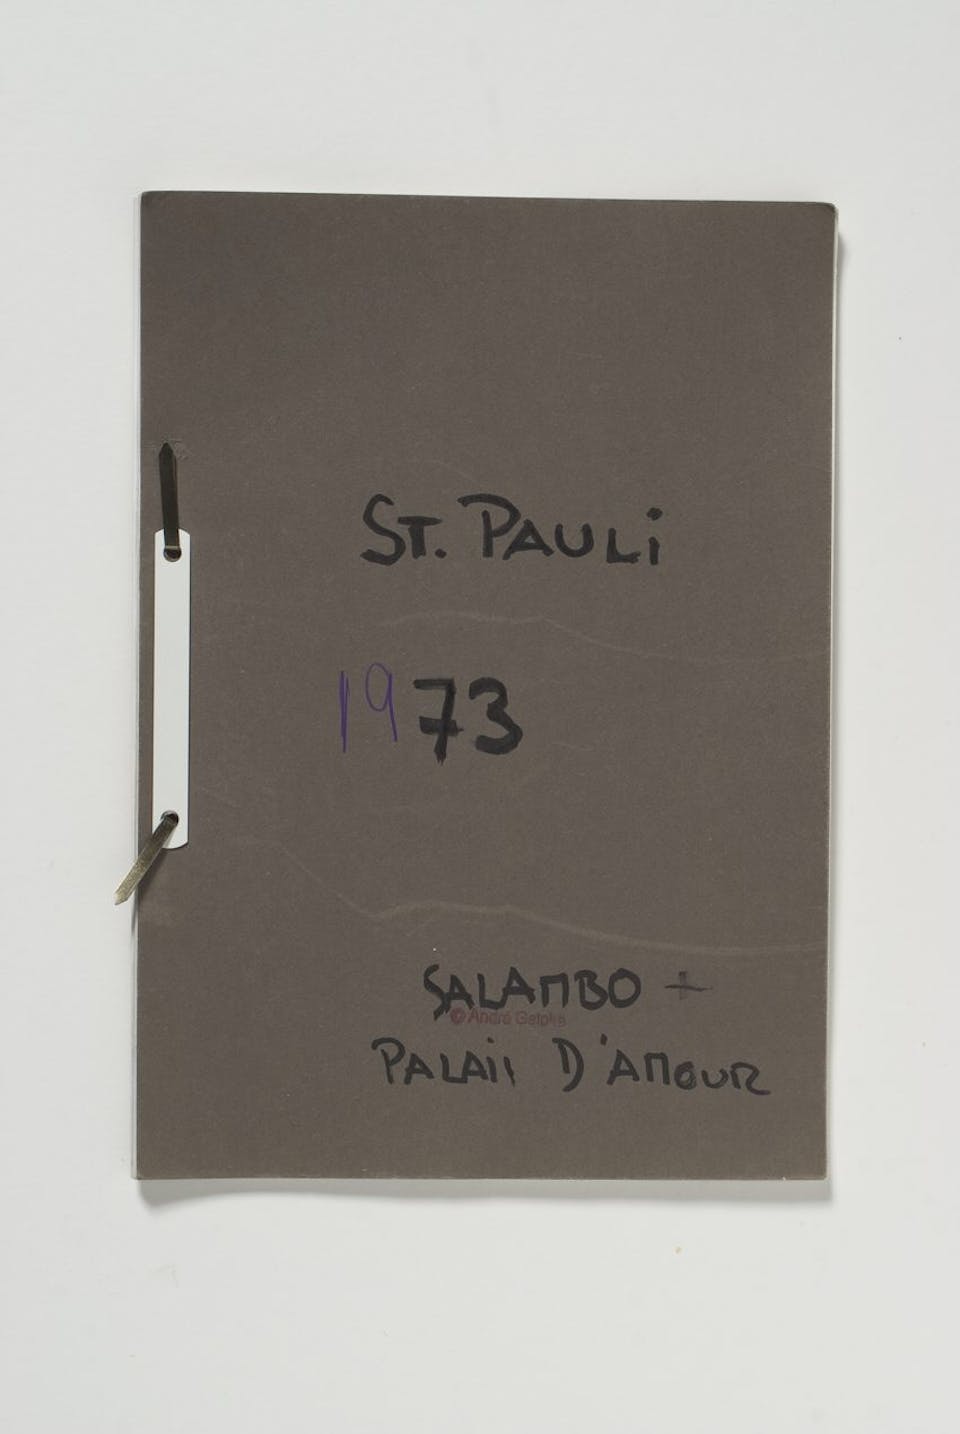 ST. PAULi
1973
SALAMBO +
© André Gelpke
PALAIS D'AMOUR